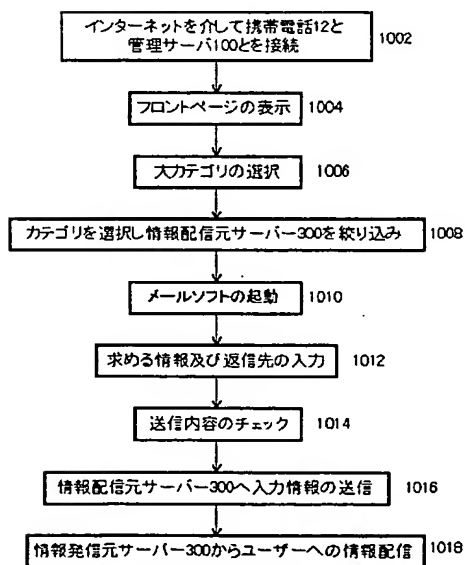 インターネットを介して携帯電話12と
管理サーバ100とを接続
1002
フロントページの表示
1004
大カテゴリの選択
1006
カテゴリを選択し情報配信元サーバー300を絞り込み
1008
メールソフトの起動
1010
求める情報及び返信先の入力
1012
送信内容のチェック
1014
情報配信元サーバー300へ入力情報の送信
1016
情報発信元サーバー300からユーザーへの情報配信
1018